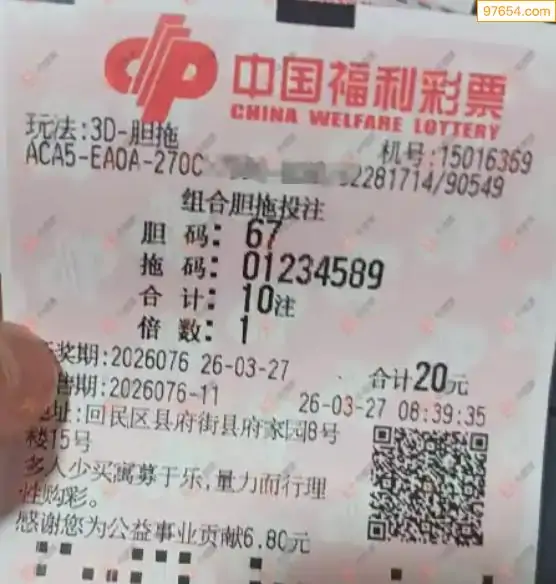 97654.com
中国福利彩票
CHINA WELFARE LOTTERY
玩法:3D-胆拖
机号:15016369
ACA5-EA0A-270C 2281714/90549
组合胆拖投注
胆 码: 67
拖 码: 01234589
合 计: 10注
倍 数: 1
奖期:2026076 26-03-27
合计20元
售期:2026076-11
26-03-27 08:39:35
址:回民区县府街县府家园8号
楼15号
多人少买寓募于乐,量力而行理
性购彩。
感谢您为公益事业贡献6.80元